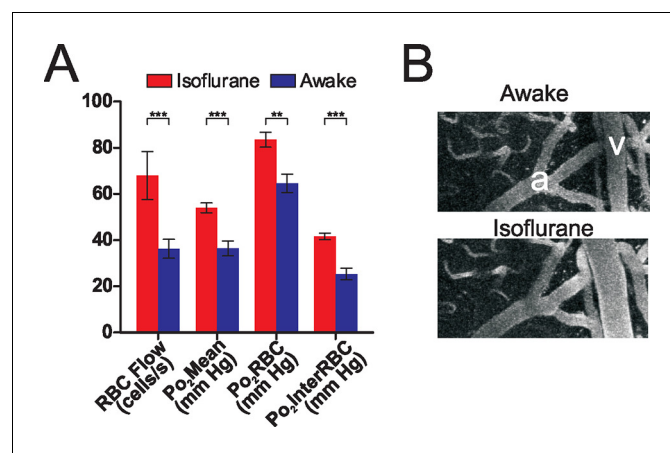 A
Isoflurane Awake
100
80
60
40
20
0
*** *** ** ***
RBC Flow
(cells/s)
Po2Mean
(mm Hg)
Po2RBC
(mm Hg)
Po2InterRBC
(mm Hg)
B
Awake
v
a
Isoflurane